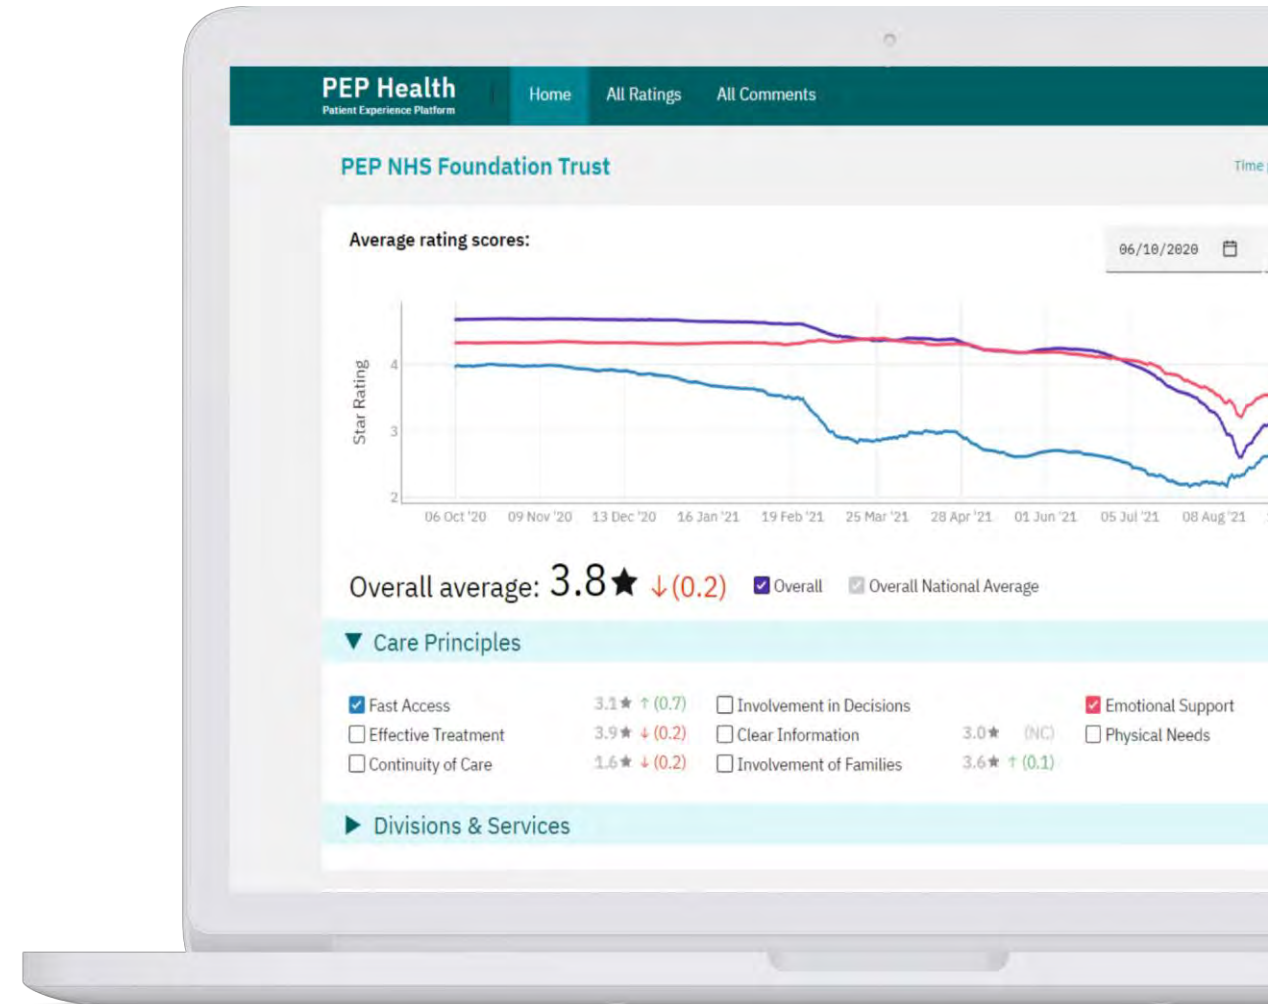 PEP Health
Patient Experience Platform
Home All Ratings All Comments
PEP NHS Foundation Trust
Time
Average rating scores:
06/10/2020
Star Rating
4
3
2
06 Oct '20 09 Nov '20 13 Dec '20 16 Jan '21 19 Feb '21 25 Mar '21 28 Apr '21 01 Jun '21 05 Jul '21 08 Aug '21
Overall average: 3.8★ ↓(0.2) Overall Overall National Average
▼ Care Principles
Fast Access 3.1★ ↑ (0.7) Involvement in Decisions Emotional Support
Effective Treatment 3.9★ ↓ (0.2) Clear Information 3.0★ (NC) Physical Needs
Continuity of Care 1.6★ ↓ (0.2) Involvement of Families 3.6★ ↑ (0.1)
▶ Divisions & Services